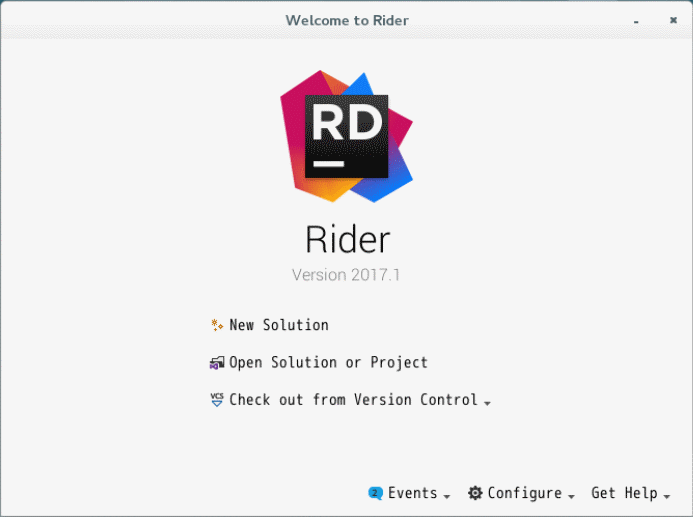 Welcome to Rider
RD
Rider
Version 2017.1
New Solution
Open Solution or Project
VCS Check out from Version Control
2 Events Configure Get Help